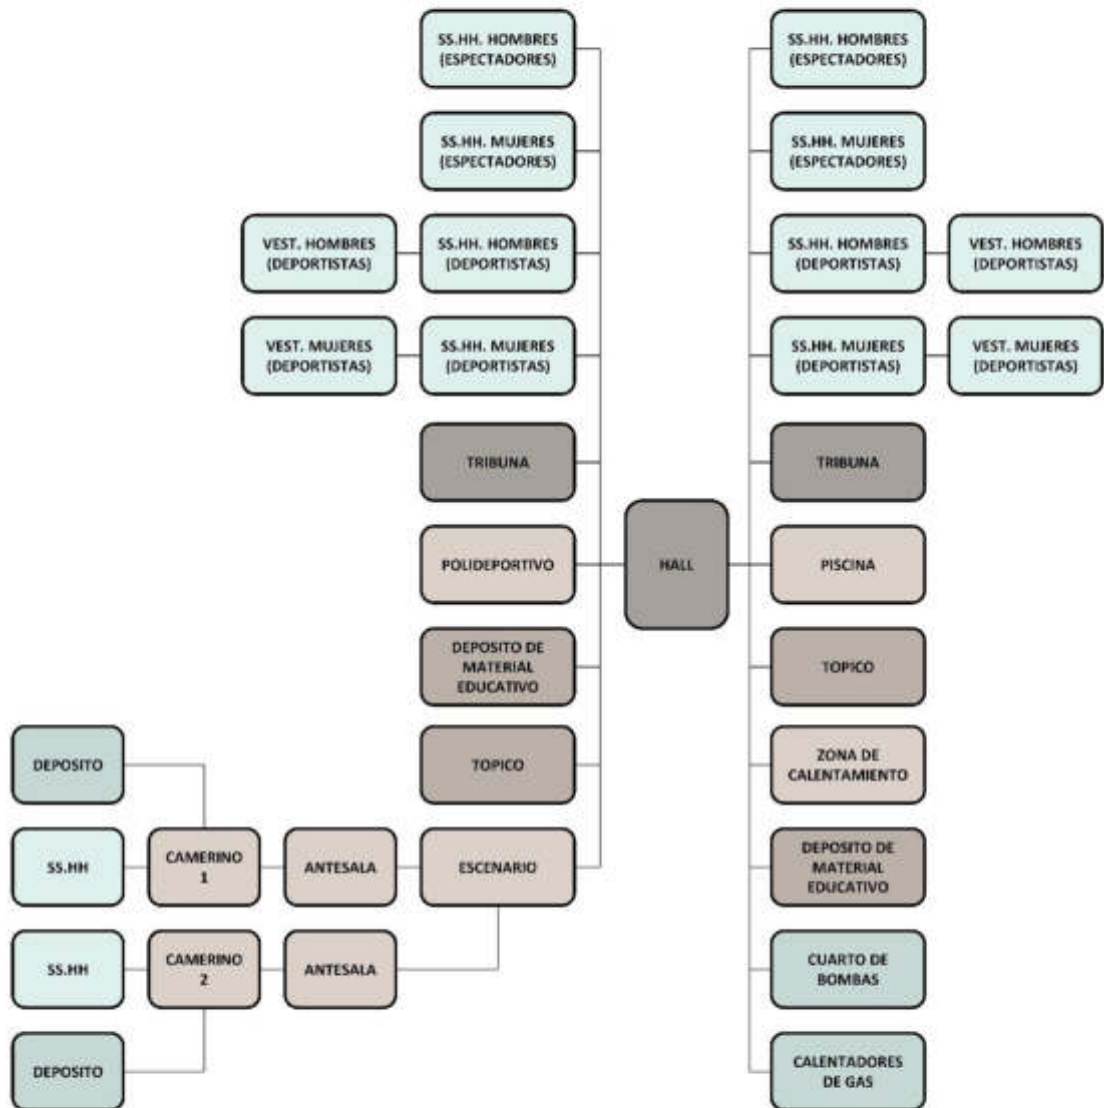 SS.HH. HOMBRES
(ESPECTADORES)
SS.HH. HOMBRES
(ESPECTADORES)
SS.HH. MUJERES
(ESPECTADORES)
SS.HH. MUJERES
(ESPECTADORES)
VEST. HOMBRES
(DEPORTISTAS)
SS.HH. HOMBRES
(DEPORTISTAS)
SS.HH. HOMBRES
(DEPORTISTAS)
VEST. HOMBRES
(DEPORTISTAS)
VEST. MUJERES
(DEPORTISTAS)
SS.HH. MUJERES
(DEPORTISTAS)
SS.HH. MUJERES
(DEPORTISTAS)
VEST. MUJERES
(DEPORTISTAS)
TRIBUNA
TRIBUNA
POLIDEPORTIVO
HALL
PISCINA
DEPOSITO DE
MATERIAL
EDUCATIVO
TOPICO
DEPOSITO
TOPICO
ZONA DE
CALENTAMIENTO
SS.HH
CAMERINO
1
ANTESALA
ESCENARIO
DEPOSITO DE
MATERIAL
EDUCATIVO
SS.HH
CAMERINO
2
ANTESALA
CUARTO DE
BOMBAS
DEPOSITO
CALENTADORES
DE GAS